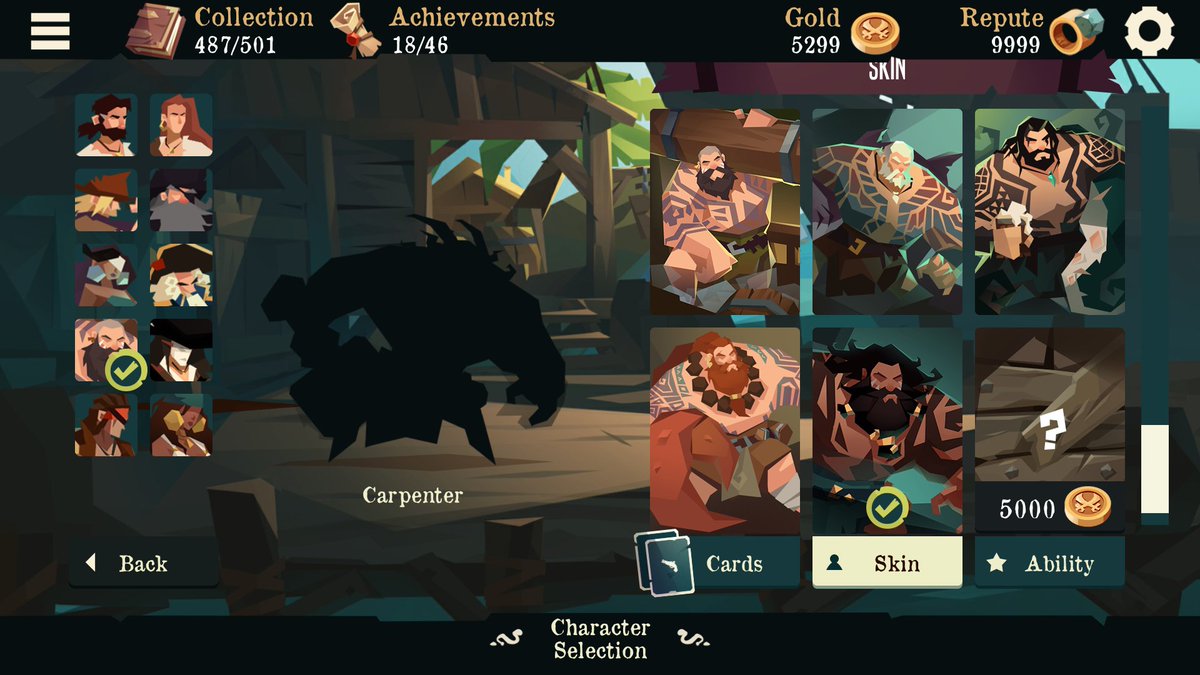 Collection
487/501
Achievements
18/46
Gold
5299
Repute
9999
SKIN
?
5000
Carpenter
Back
Cards
Skin
Ability
Character
Selection